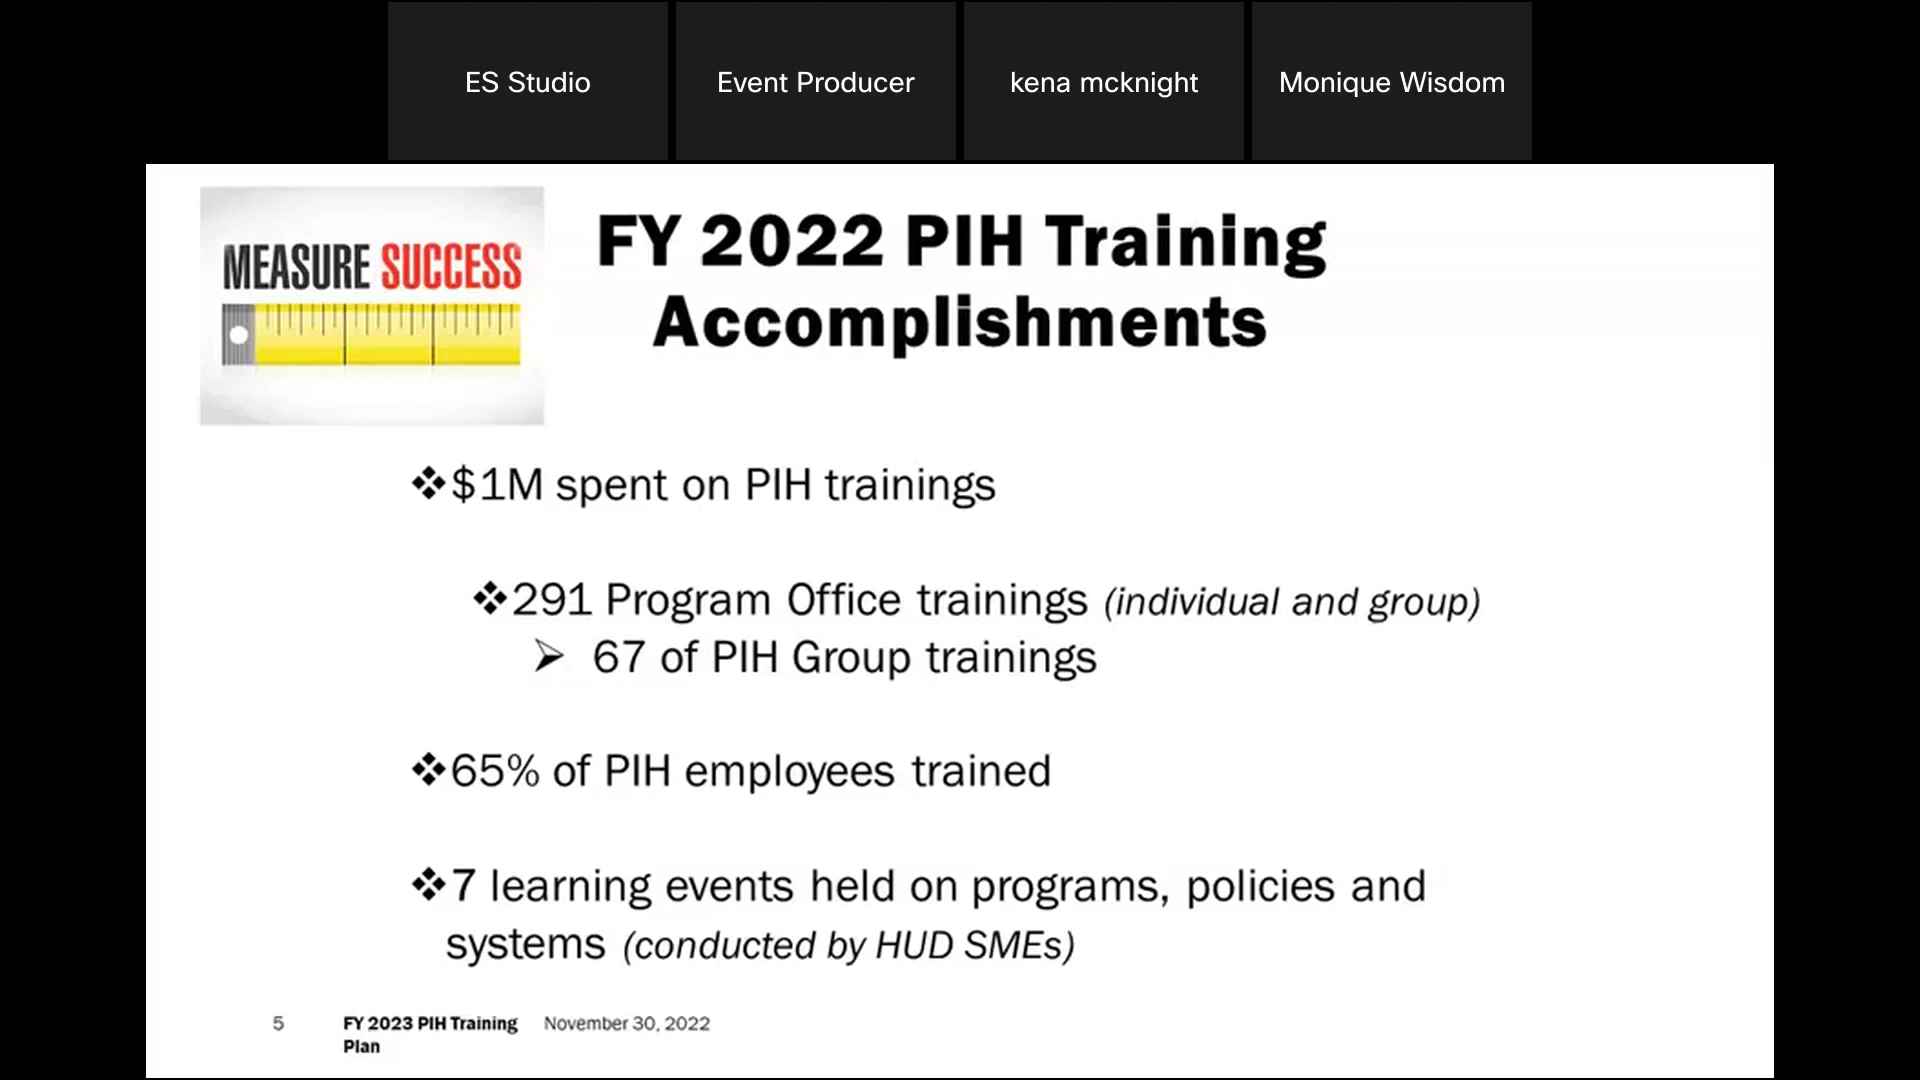 ES Studio
Event Producer
kena mcknight
Monique Wisdom
MEASURE SUCCESS
FY 2022 PIH Training
Accomplishments
❖$1M spent on PIH trainings
❖291 Program Office trainings (individual and group)
➢ 67 of PIH Group trainings
❖65% of PIH employees trained
❖7 learning events held on programs, policies and
systems (conducted by HUD SMEs)
5
FY 2023 PIH Training
Plan
November 30, 2022